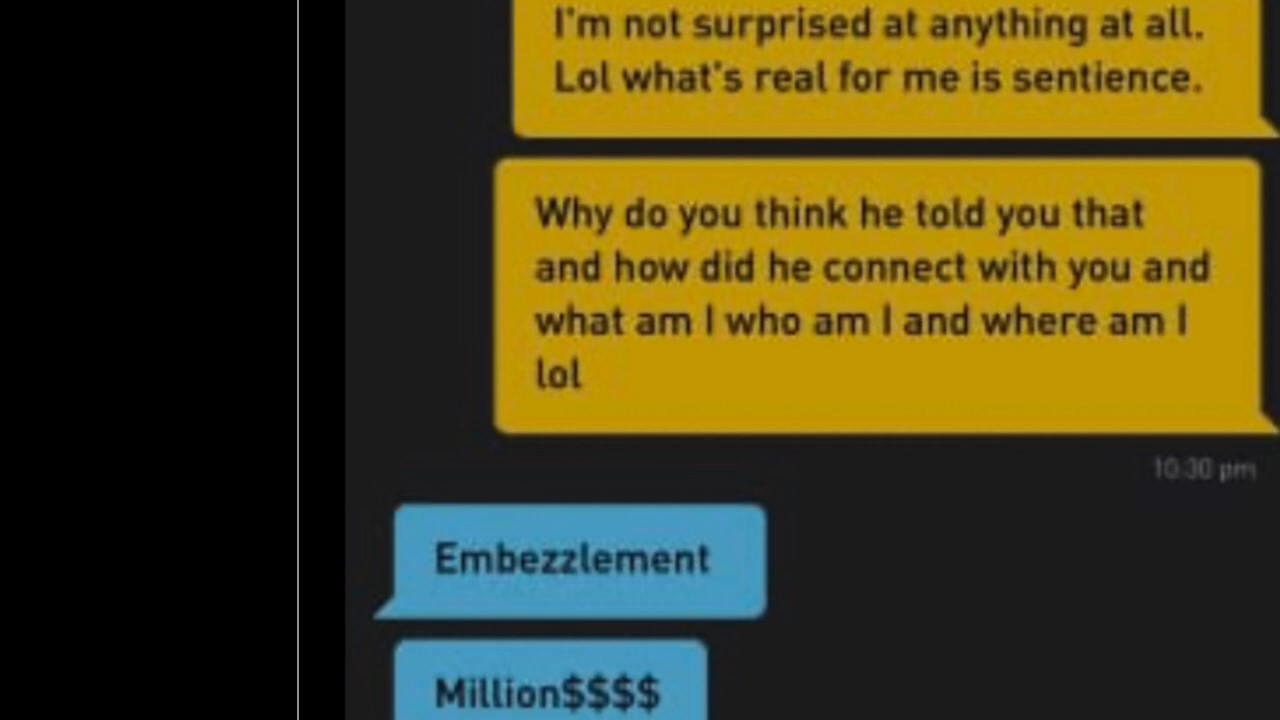 I'm not surprised at anything at all.
Lol what's real for me is sentience.
Why do you think he told you that
and how did he connect with you and
what am I who am I and where am I
lol
10:30 pm
Embezzlement
Million$$$$